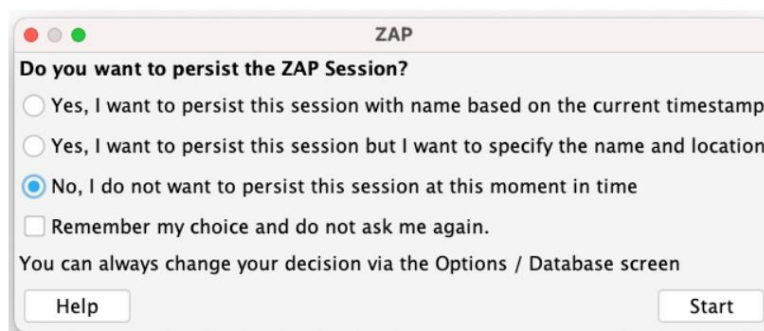 ZAP
Do you want to persist the ZAP Session?
Yes, I want to persist this session with name based on the current timestamp
Yes, I want to persist this session but I want to specify the name and location
No, I do not want to persist this session at this moment in time
Remember my choice and do not ask me again.
You can always change your decision via the Options / Database screen
Help Start